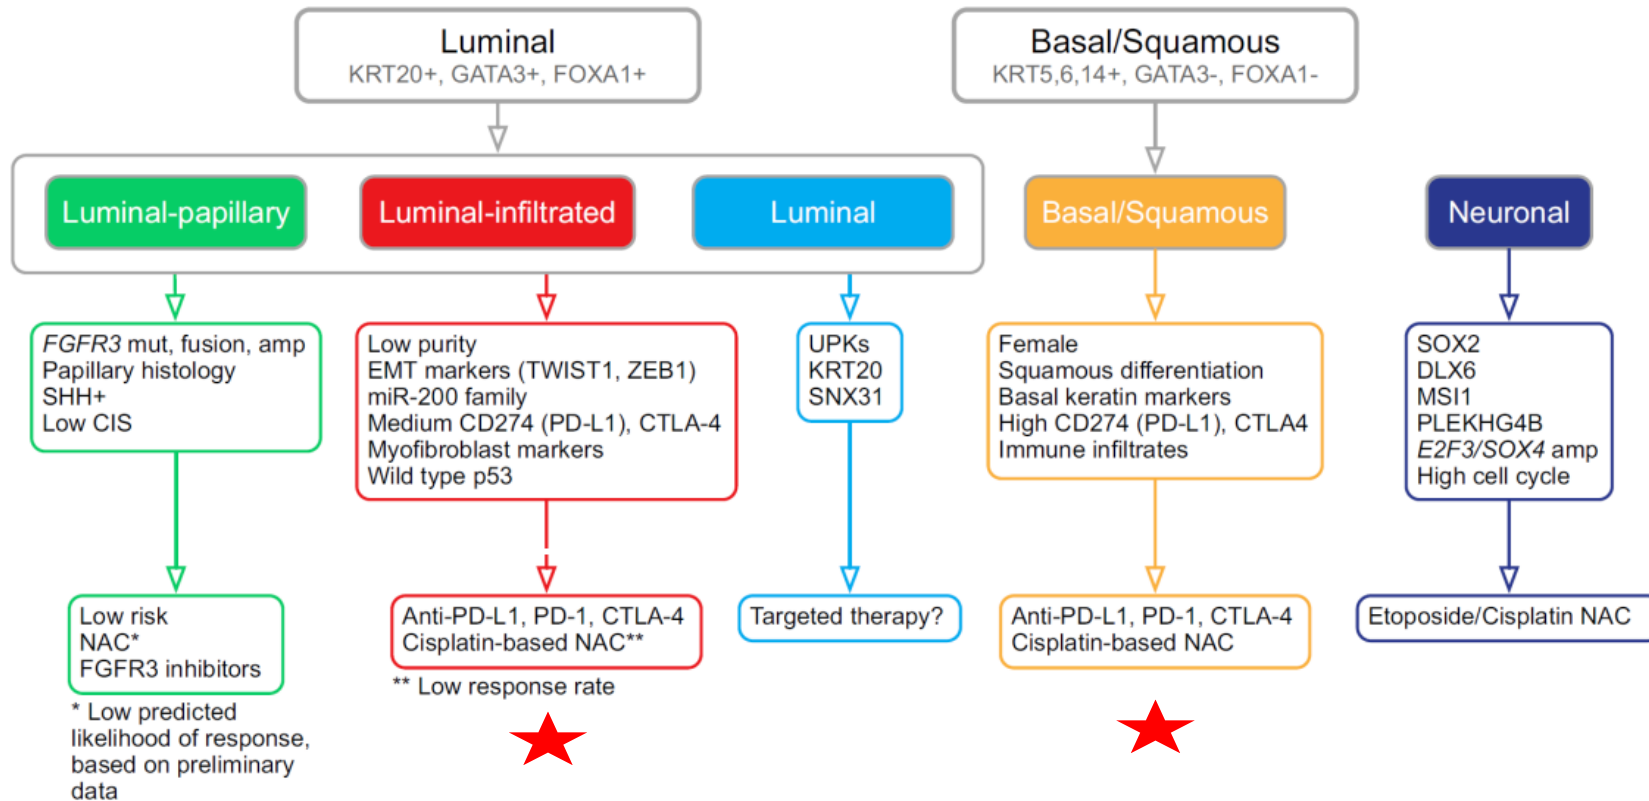 Luminal
KRT20+, GATA3+, FOXA1+
Basal/Squamous
KRT5,6,14+, GATA3-, FOXA1-
Luminal-papillary
Luminal-infiltrated
Luminal
Basal/Squamous
Neuronal
FGFR3 mut, fusion, amp
Papillary histology
SHH+
Low CIS
Low purity
EMT markers (TWIST1, ZEB1)
miR-200 family
Medium CD274 (PD-L1), CTLA-4
Myofibroblast markers
Wild type p53
UPKs
KRT20
SNX31
Female
Squamous differentiation
Basal keratin markers
High CD274 (PD-L1), CTLA4
Immune infiltrates
SOX2
DLX6
MSI1
PLEKHG4B
E2F3/SOX4 amp
High cell cycle
Low risk
NAC*
FGFR3 inhibitors
* Low predicted
likelihood of response,
based on preliminary
data
Anti-PD-L1, PD-1, CTLA-4
Cisplatin-based NAC**
** Low response rate
Targeted therapy?
Anti-PD-L1, PD-1, CTLA-4
Cisplatin-based NAC
Etoposide/Cisplatin NAC